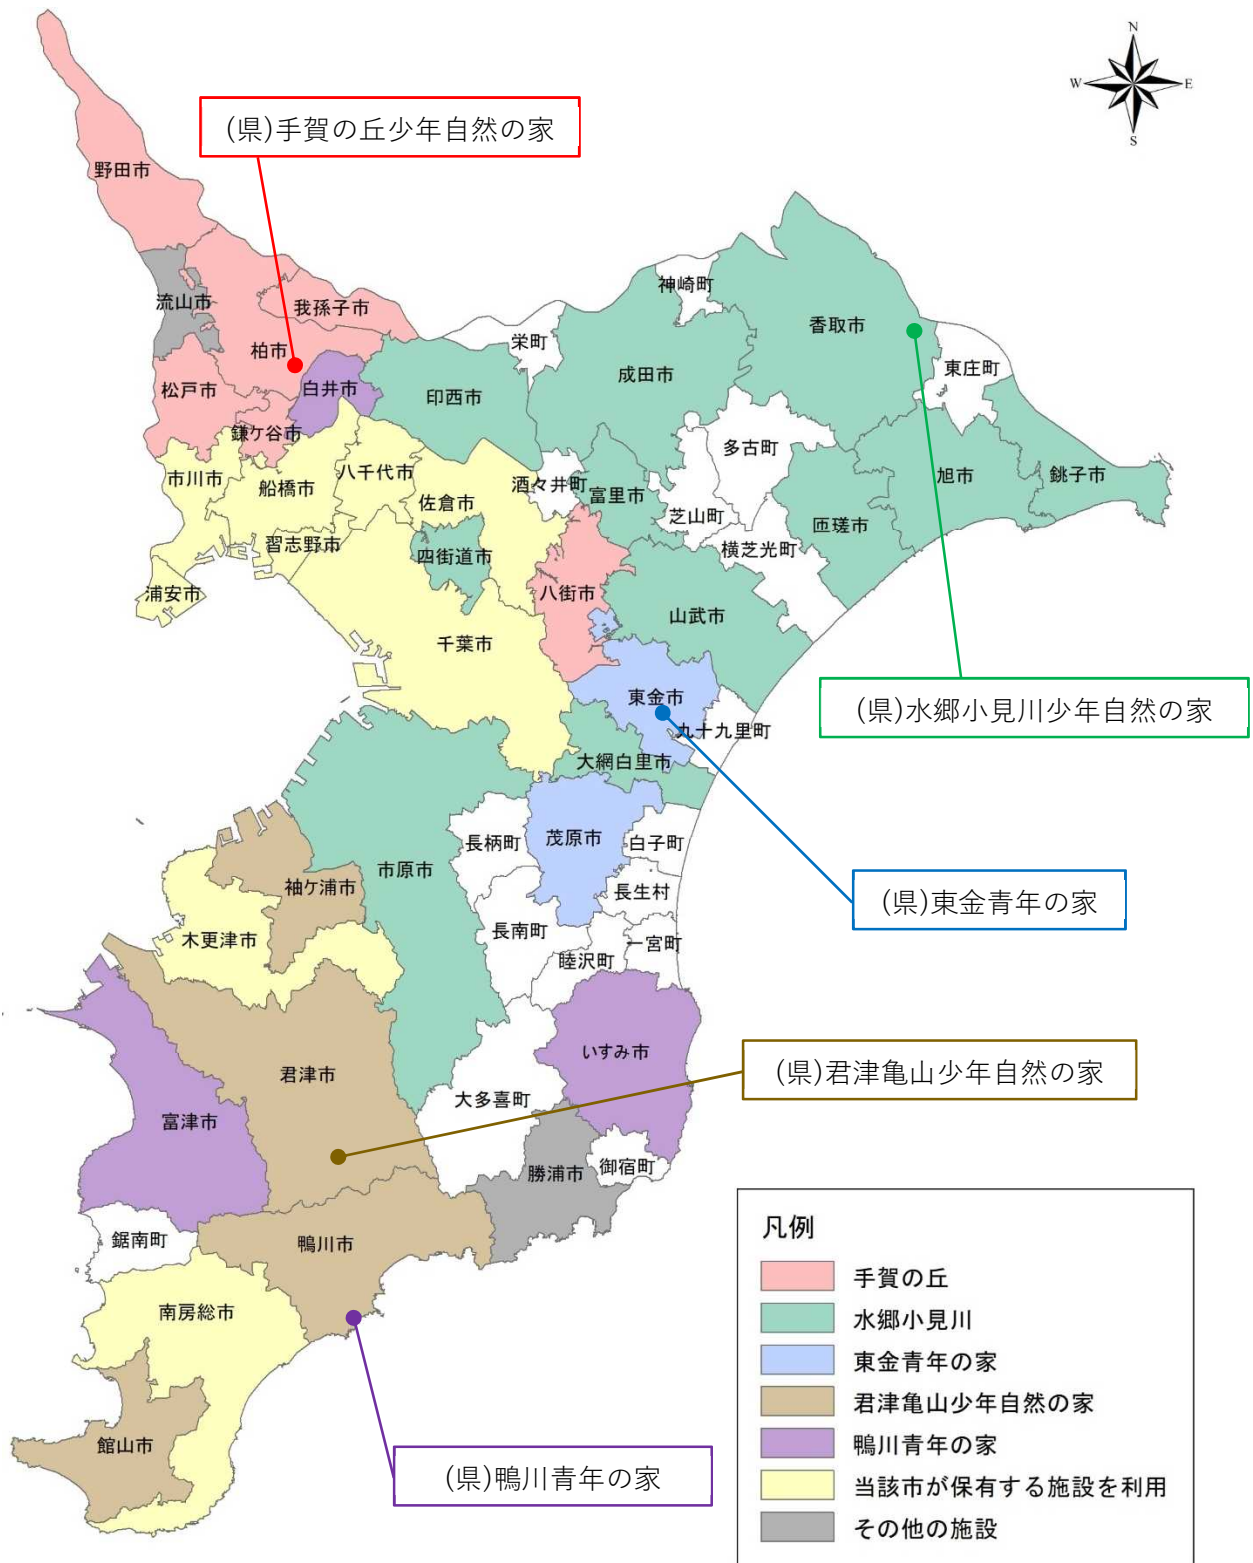 N
W
E
S
(県)手賀の丘少年自然の家
野田市
流山市
我孫子市
柏市
松戸市
白井市
鎌ケ谷市
印西市
栄町
神崎町
成田市
香取市
東庄町
市川市
船橋市
八千代市
佐倉市
酒々井町
富里市
多古町
芝山町
横芝光町
匝瑳市
旭市
銚子市
習志野市
四街道市
浦安市
八街市
山武市
千葉市
東金市
九十九里町
(県)水郷小見川少年自然の家
大網白里市
長柄町
茂原市
白子町
市原市
袖ケ浦市
長生村
(県)東金青年の家
木更津市
長南町
睦沢町
一宮町
いすみ市
君津市
(県)君津亀山少年自然の家
大多喜町
富津市
勝浦市
御宿町
鋸南町
鴨川市
南房総市
館山市
(県)鴨川青年の家
凡例
手賀の丘
水郷小見川
東金青年の家
君津亀山少年自然の家
鴨川青年の家
当該市が保有する施設を利用
その他の施設